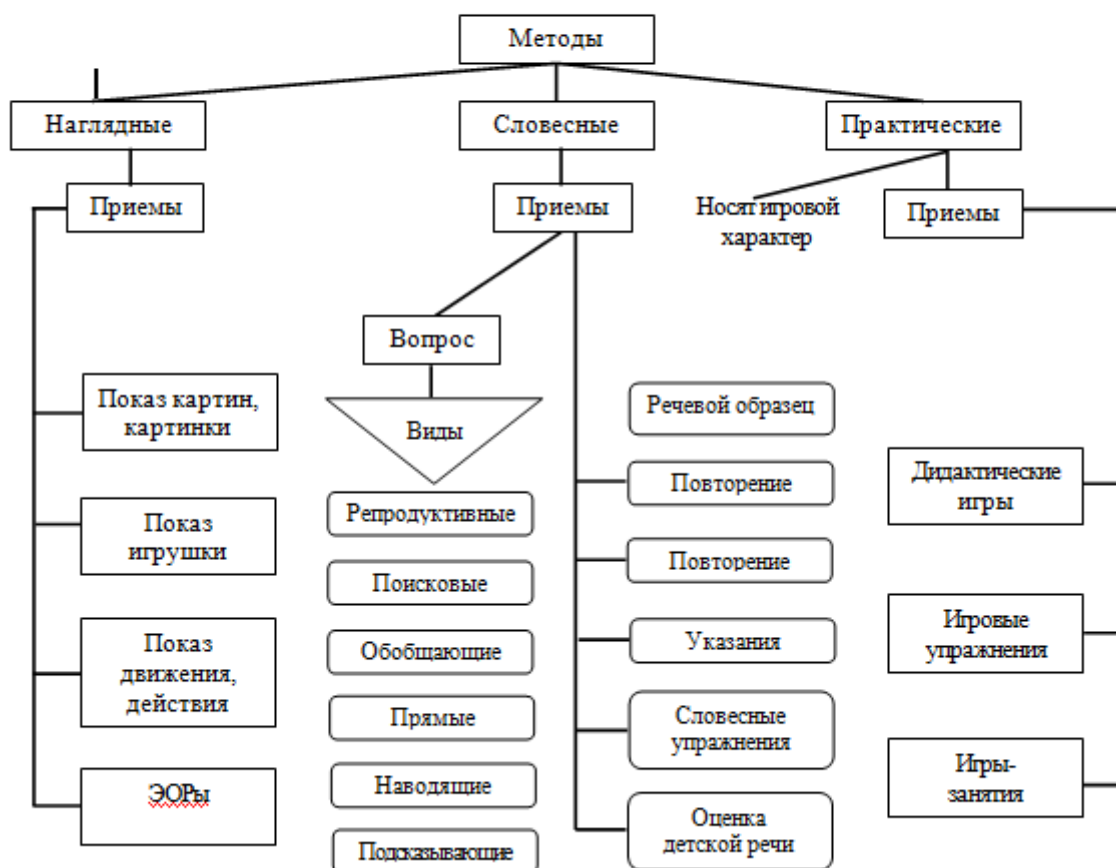 Методы
Наглядные
Словесные
Практические
Приемы
Приемы
Носят игровой
характер
Приемы
Вопрос
Виды
Показ картин,
картинки
Показ
игрушки
Показ
движения,
действия
ЭОРы
Репродуктивные
Поисковые
Обобщающие
Прямые
Наводящие
Подсказывающие
Речевой образец
Повторение
Повторение
Указания
Словесные
упражнения
Оценка
детской речи
Дидактические
игры
Игровые
упражнения
Игры-
занятия